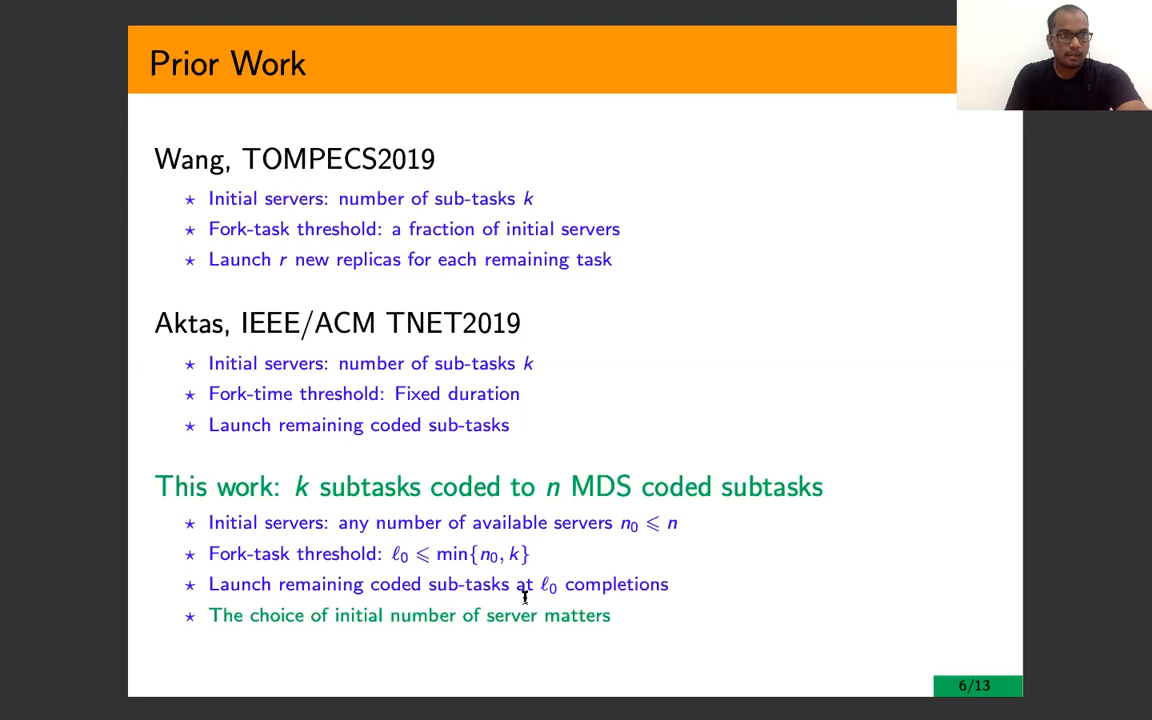 Prior Work
Wang, TOMPECS2019
⋆ Initial servers: number of sub-tasks k
⋆ Fork-task threshold: a fraction of initial servers
⋆ Launch r new replicas for each remaining task
Aktas, IEEE/ACM TNET2019
⋆ Initial servers: number of sub-tasks k
⋆ Fork-time threshold: Fixed duration
⋆ Launch remaining coded sub-tasks
This work: k subtasks coded to n MDS coded subtasks
⋆ Initial servers: any number of available servers n₀ ⩽ n
⋆ Fork-task threshold: ℓ₀ ⩽ min{n₀, k}
⋆ Launch remaining coded sub-tasks at ℓ₀ completions
⋆ The choice of initial number of server matters
6/13